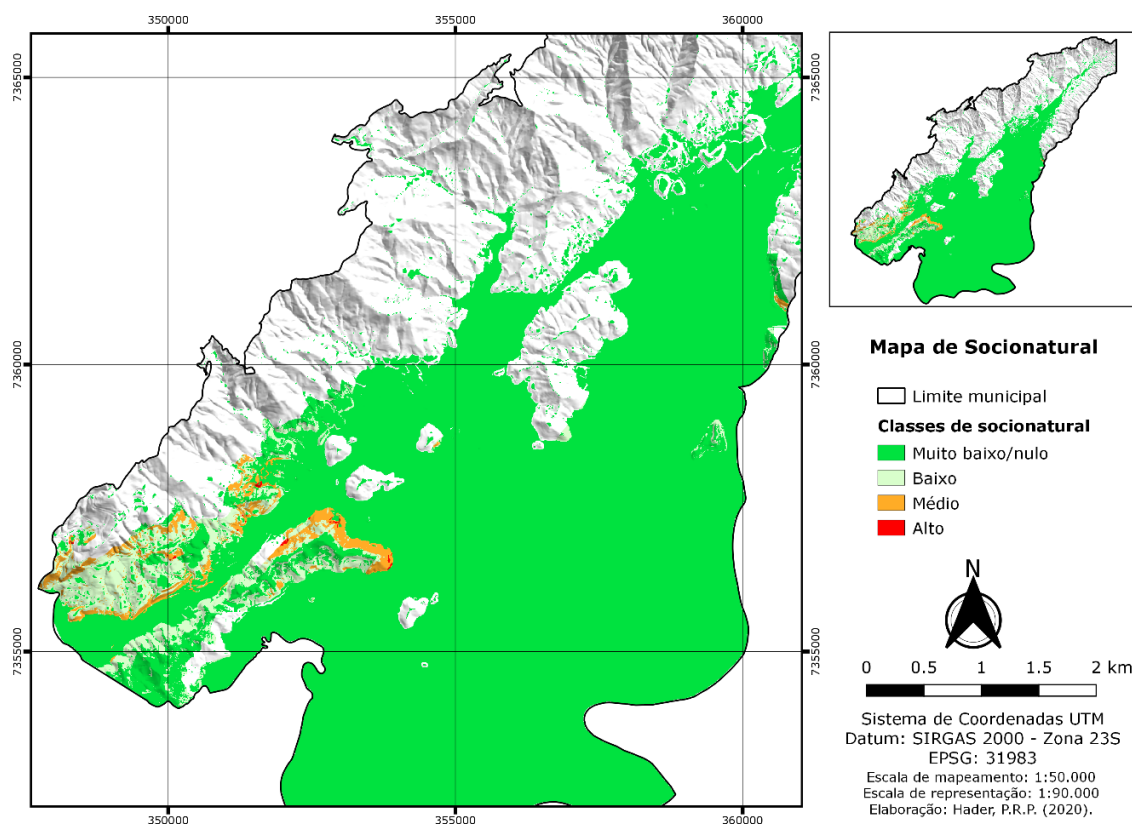 350000
355000
360000
7365000
7365000
7360000
7360000
7355000
7355000
350000
355000
360000
Mapa de Socionatural
Limite municipal
Classes de socionatural
Muito baixo/nulo
Baixo
Médio
Alto
N
0 0.5 1 1.5 2 km
Sistema de Coordenadas UTM
Datum: SIRGAS 2000 - Zona 23S
EPSG: 31983
Escala de mapeamento: 1:50.000
Escala de representação: 1:90.000
Elaboração: Hader, P.R.P. (2020).